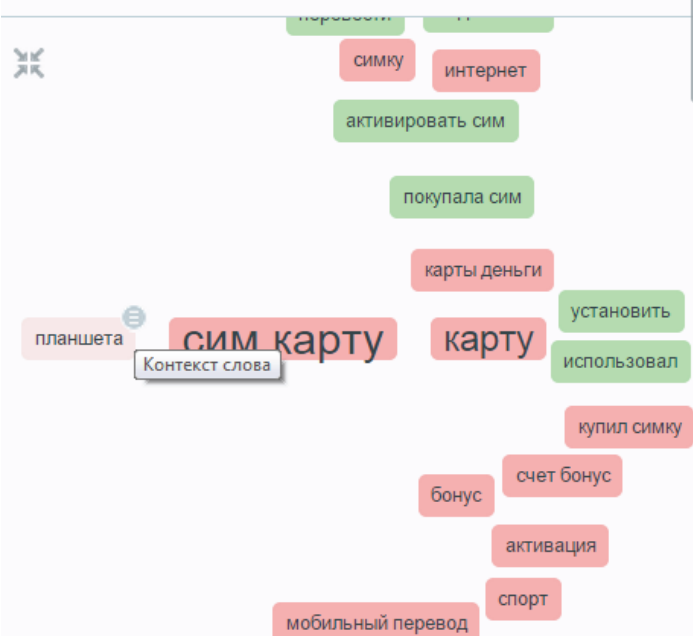 симку
интернет
активировать сим
покупала сим
карты деньги
установить
планшета
сим карту
карту
Контекст слова
использовал
купил симку
счет бонус
бонус
активация
спорт
мобильный перевод